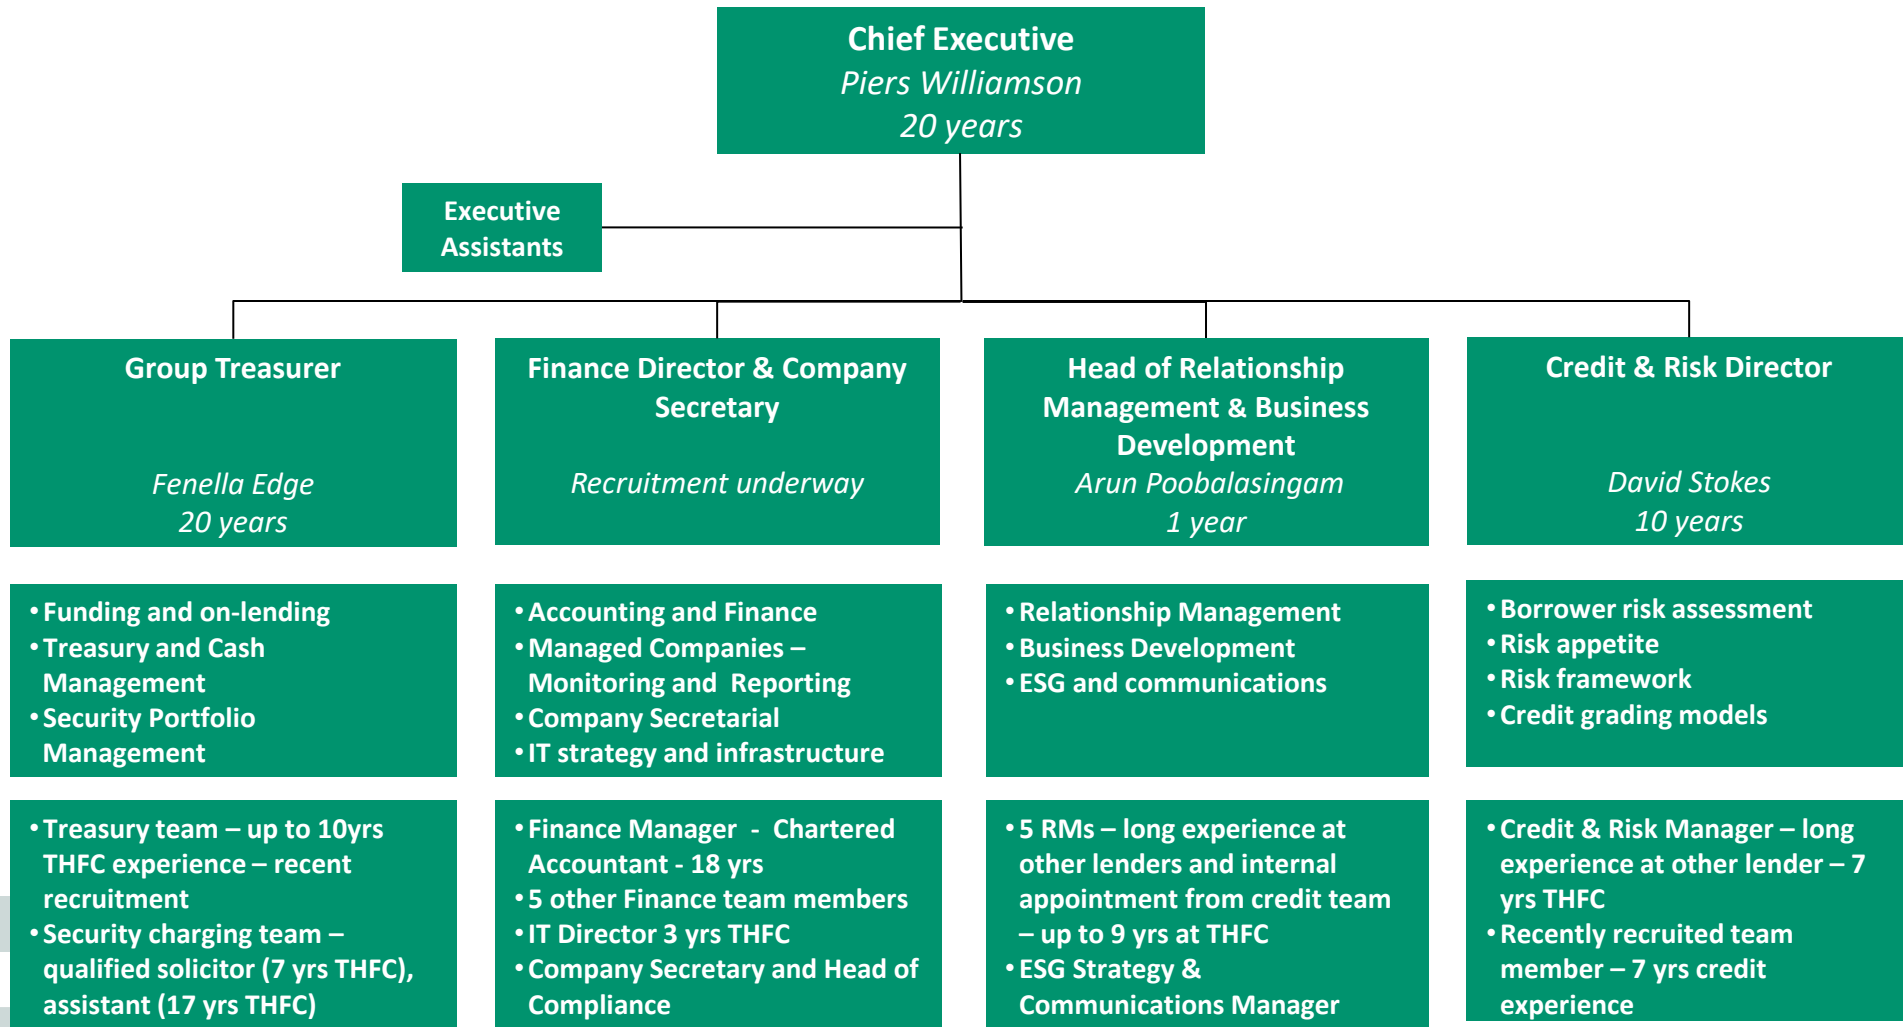 Chief Executive
Piers Williamson
20 years
Executive
Assistants
Group Treasurer
Fenella Edge
20 years
Finance Director & Company
Secretary
Recruitment underway
Head of Relationship
Management & Business
Development
Arun Poobalasingam
1 year
Credit & Risk Director
David Stokes
10 years
• Funding and on-lending
• Treasury and Cash
Management
• Security Portfolio
Management
• Accounting and Finance
• Managed Companies –
Monitoring and Reporting
• Company Secretarial
• IT strategy and infrastructure
• Relationship Management
• Business Development
• ESG and communications
• Borrower risk assessment
• Risk appetite
• Risk framework
• Credit grading models
• Treasury team – up to 10yrs
THFC experience – recent
recruitment
• Security charging team –
qualified solicitor (7 yrs THFC),
assistant (17 yrs THFC)
• Finance Manager - Chartered
Accountant - 18 yrs
• 5 other Finance team members
• IT Director 3 yrs THFC
• Company Secretary and Head of
Compliance
• 5 RMs – long experience at
other lenders and internal
appointment from credit team
– up to 9 yrs at THFC
• ESG Strategy &
Communications Manager
• Credit & Risk Manager – long
experience at other lender – 7
yrs THFC
• Recently recruited team
member – 7 yrs credit
experience